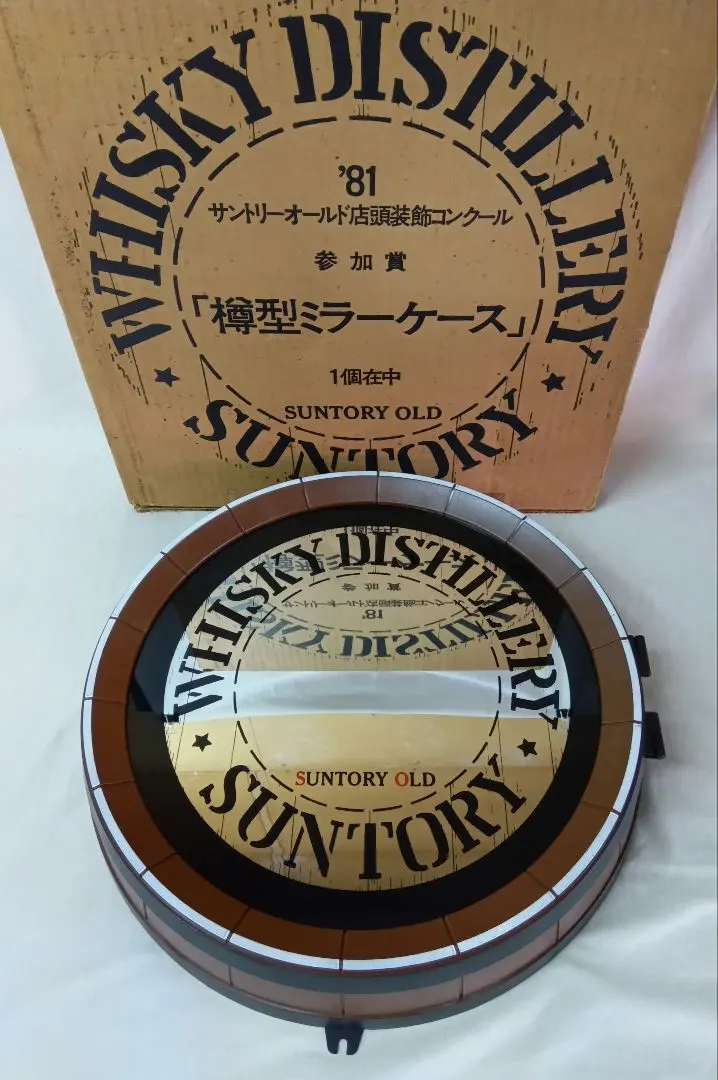 WHISKY DISTILLERY
'81
サントリーオールド店頭装飾コンクール
参加賞
「樽型ミラーケース」
1個在中
SUNTORY OLD
SUNTORY
WHISKY DISTILLERY
SUNTORY OLD
SUNTORY